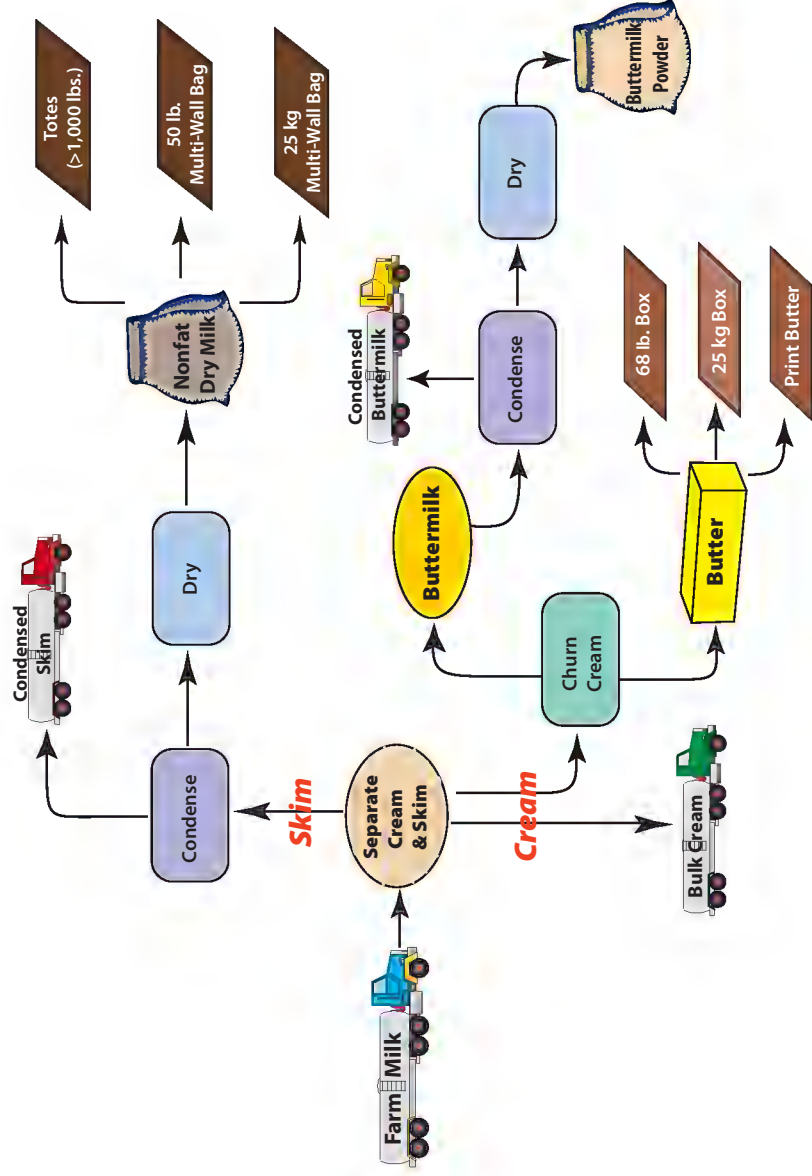 Farm Milk
Separate
Cream
& Skim
Skim
Condense
Condensed
Skim
Dry
Nonfat
Dry Milk
Totes
(>1,000 lbs.)
50 lb.
Multi-Wall Bag
25 kg
Multi-Wall Bag
Cream
Bulk Cream
Churn
Cream
Buttermilk
Condense
Condensed
Buttermilk
Dry
Buttermilk
Powder
Butter
68 lb. Box
25 kg Box
Print Butter